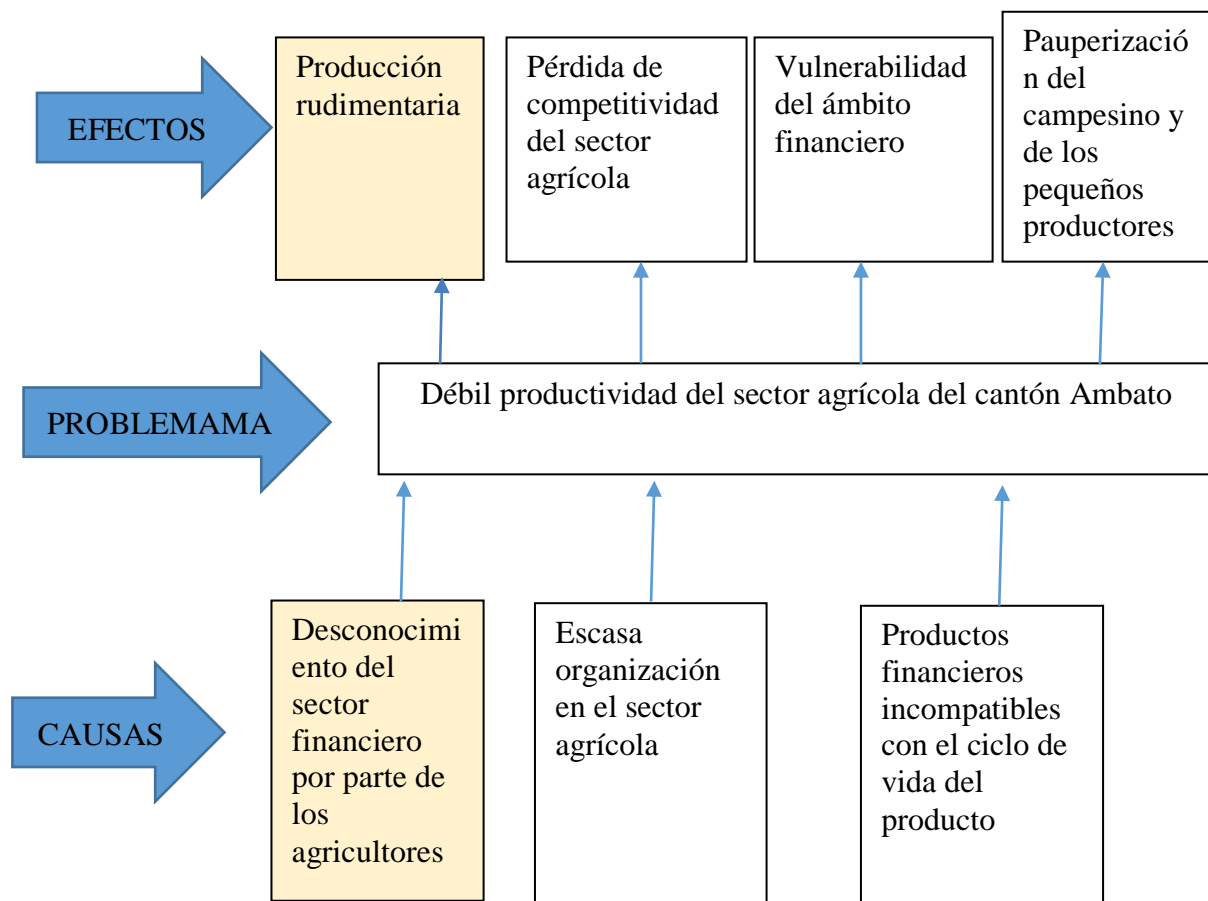 EFECTOS
Producción
rudimentaria
Pérdida de
competitividad
del sector
agrícola
Vulnerabilidad
del ámbito
financiero
Pauperizació
n del
campesino y
de los
pequeños
productores
PROBLEMAMA
Débil productividad del sector agrícola del cantón Ambato
CAUSAS
Desconocimi
ento del
sector
financiero
por parte de
los
agricultores
Escasa
organización
en el sector
agrícola
Productos
financieros
incompatibles
con el ciclo de
vida del
producto